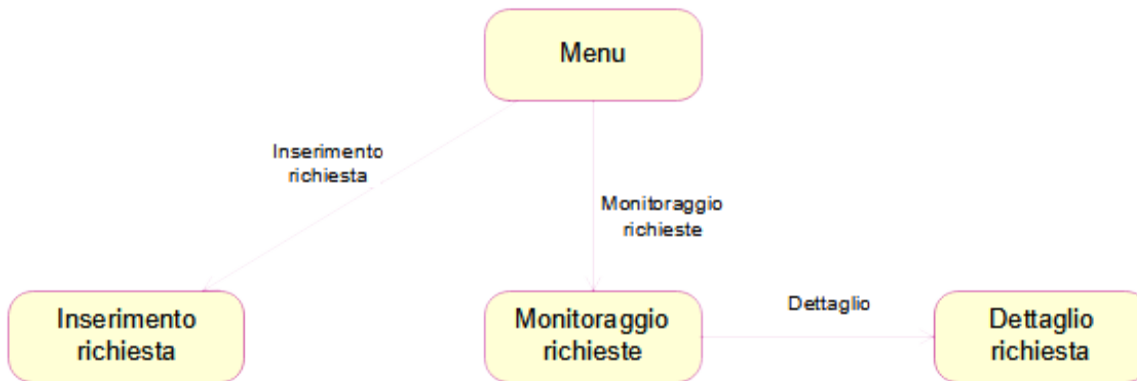 Menu
Inserimento
richiesta
Monitoraggio
richieste
Inserimento
richiesta
Monitoraggio
richieste
Dettaglio
Dettaglio
richiesta